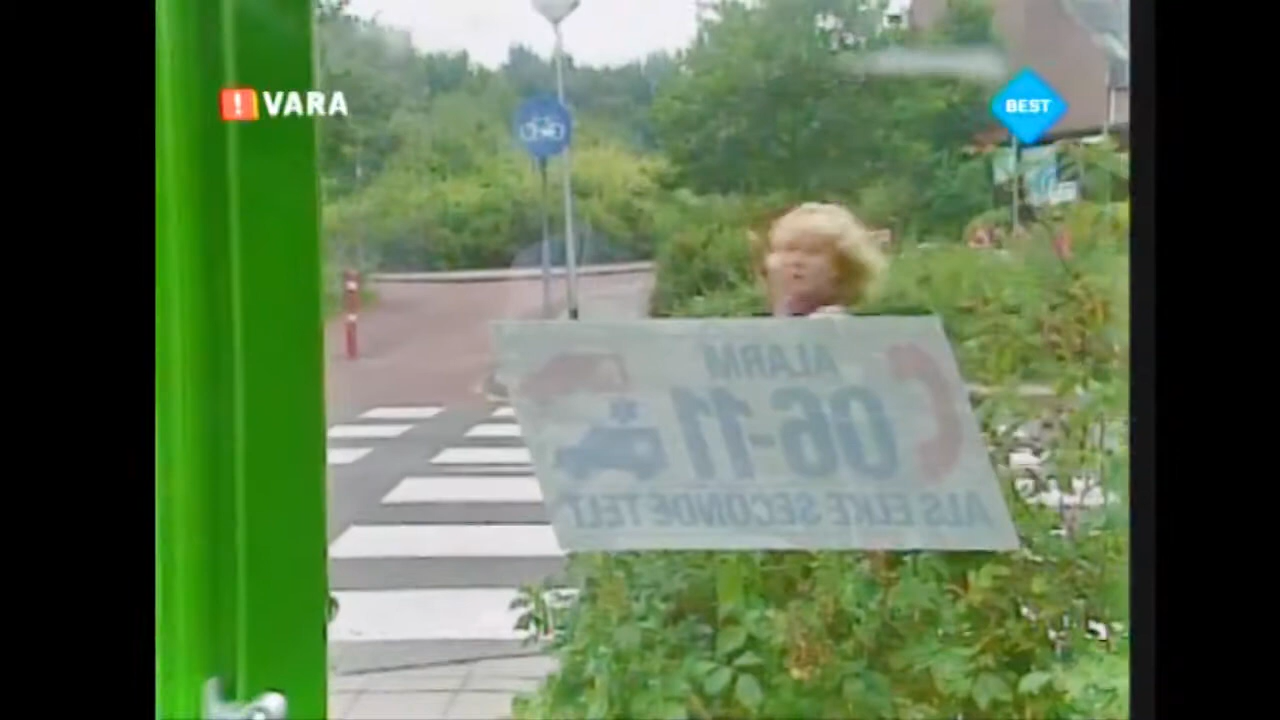 ! VARA
BEST
ALARM
06-11
ALS ELKE SECONDE TELT